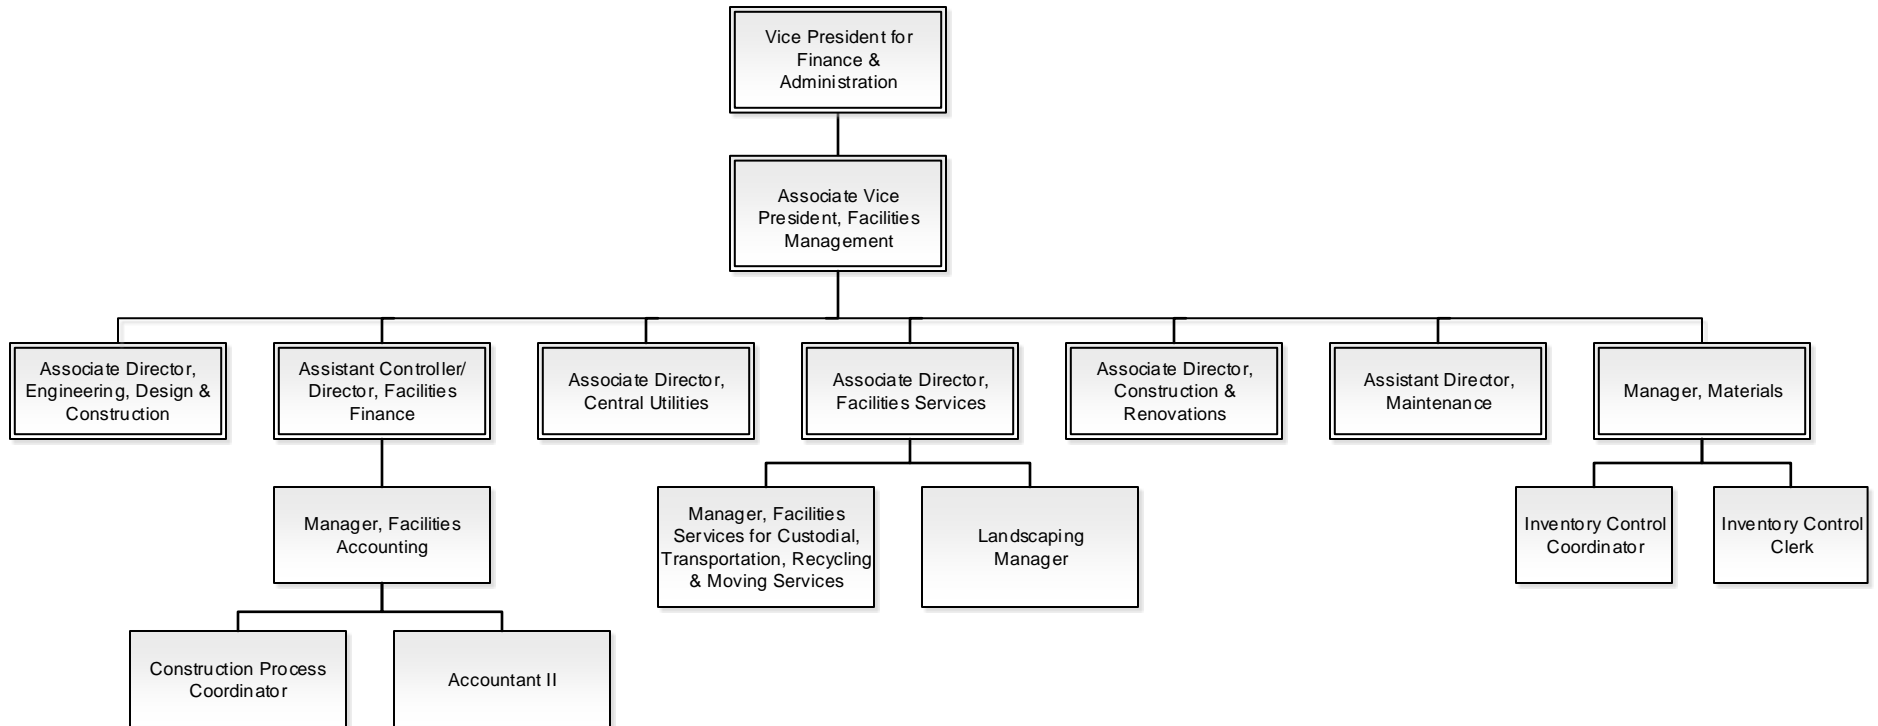 Vice President for
Finance &
Administration
Associate Vice
President, Facilities
Management
Associate Director,
Engineering, Design &
Construction
Assistant Controller/
Director, Facilities
Finance
Associate Director,
Central Utilities
Associate Director,
Facilities Services
Associate Director,
Construction &
Renovations
Assistant Director,
Maintenance
Manager, Materials
Manager, Facilities
Accounting
Manager, Facilities
Services for Custodial,
Transportation, Recycling
& Moving Services
Landscaping
Manager
Inventory Control
Coordinator
Inventory Control
Clerk
Construction Process
Coordinator
Accountant II